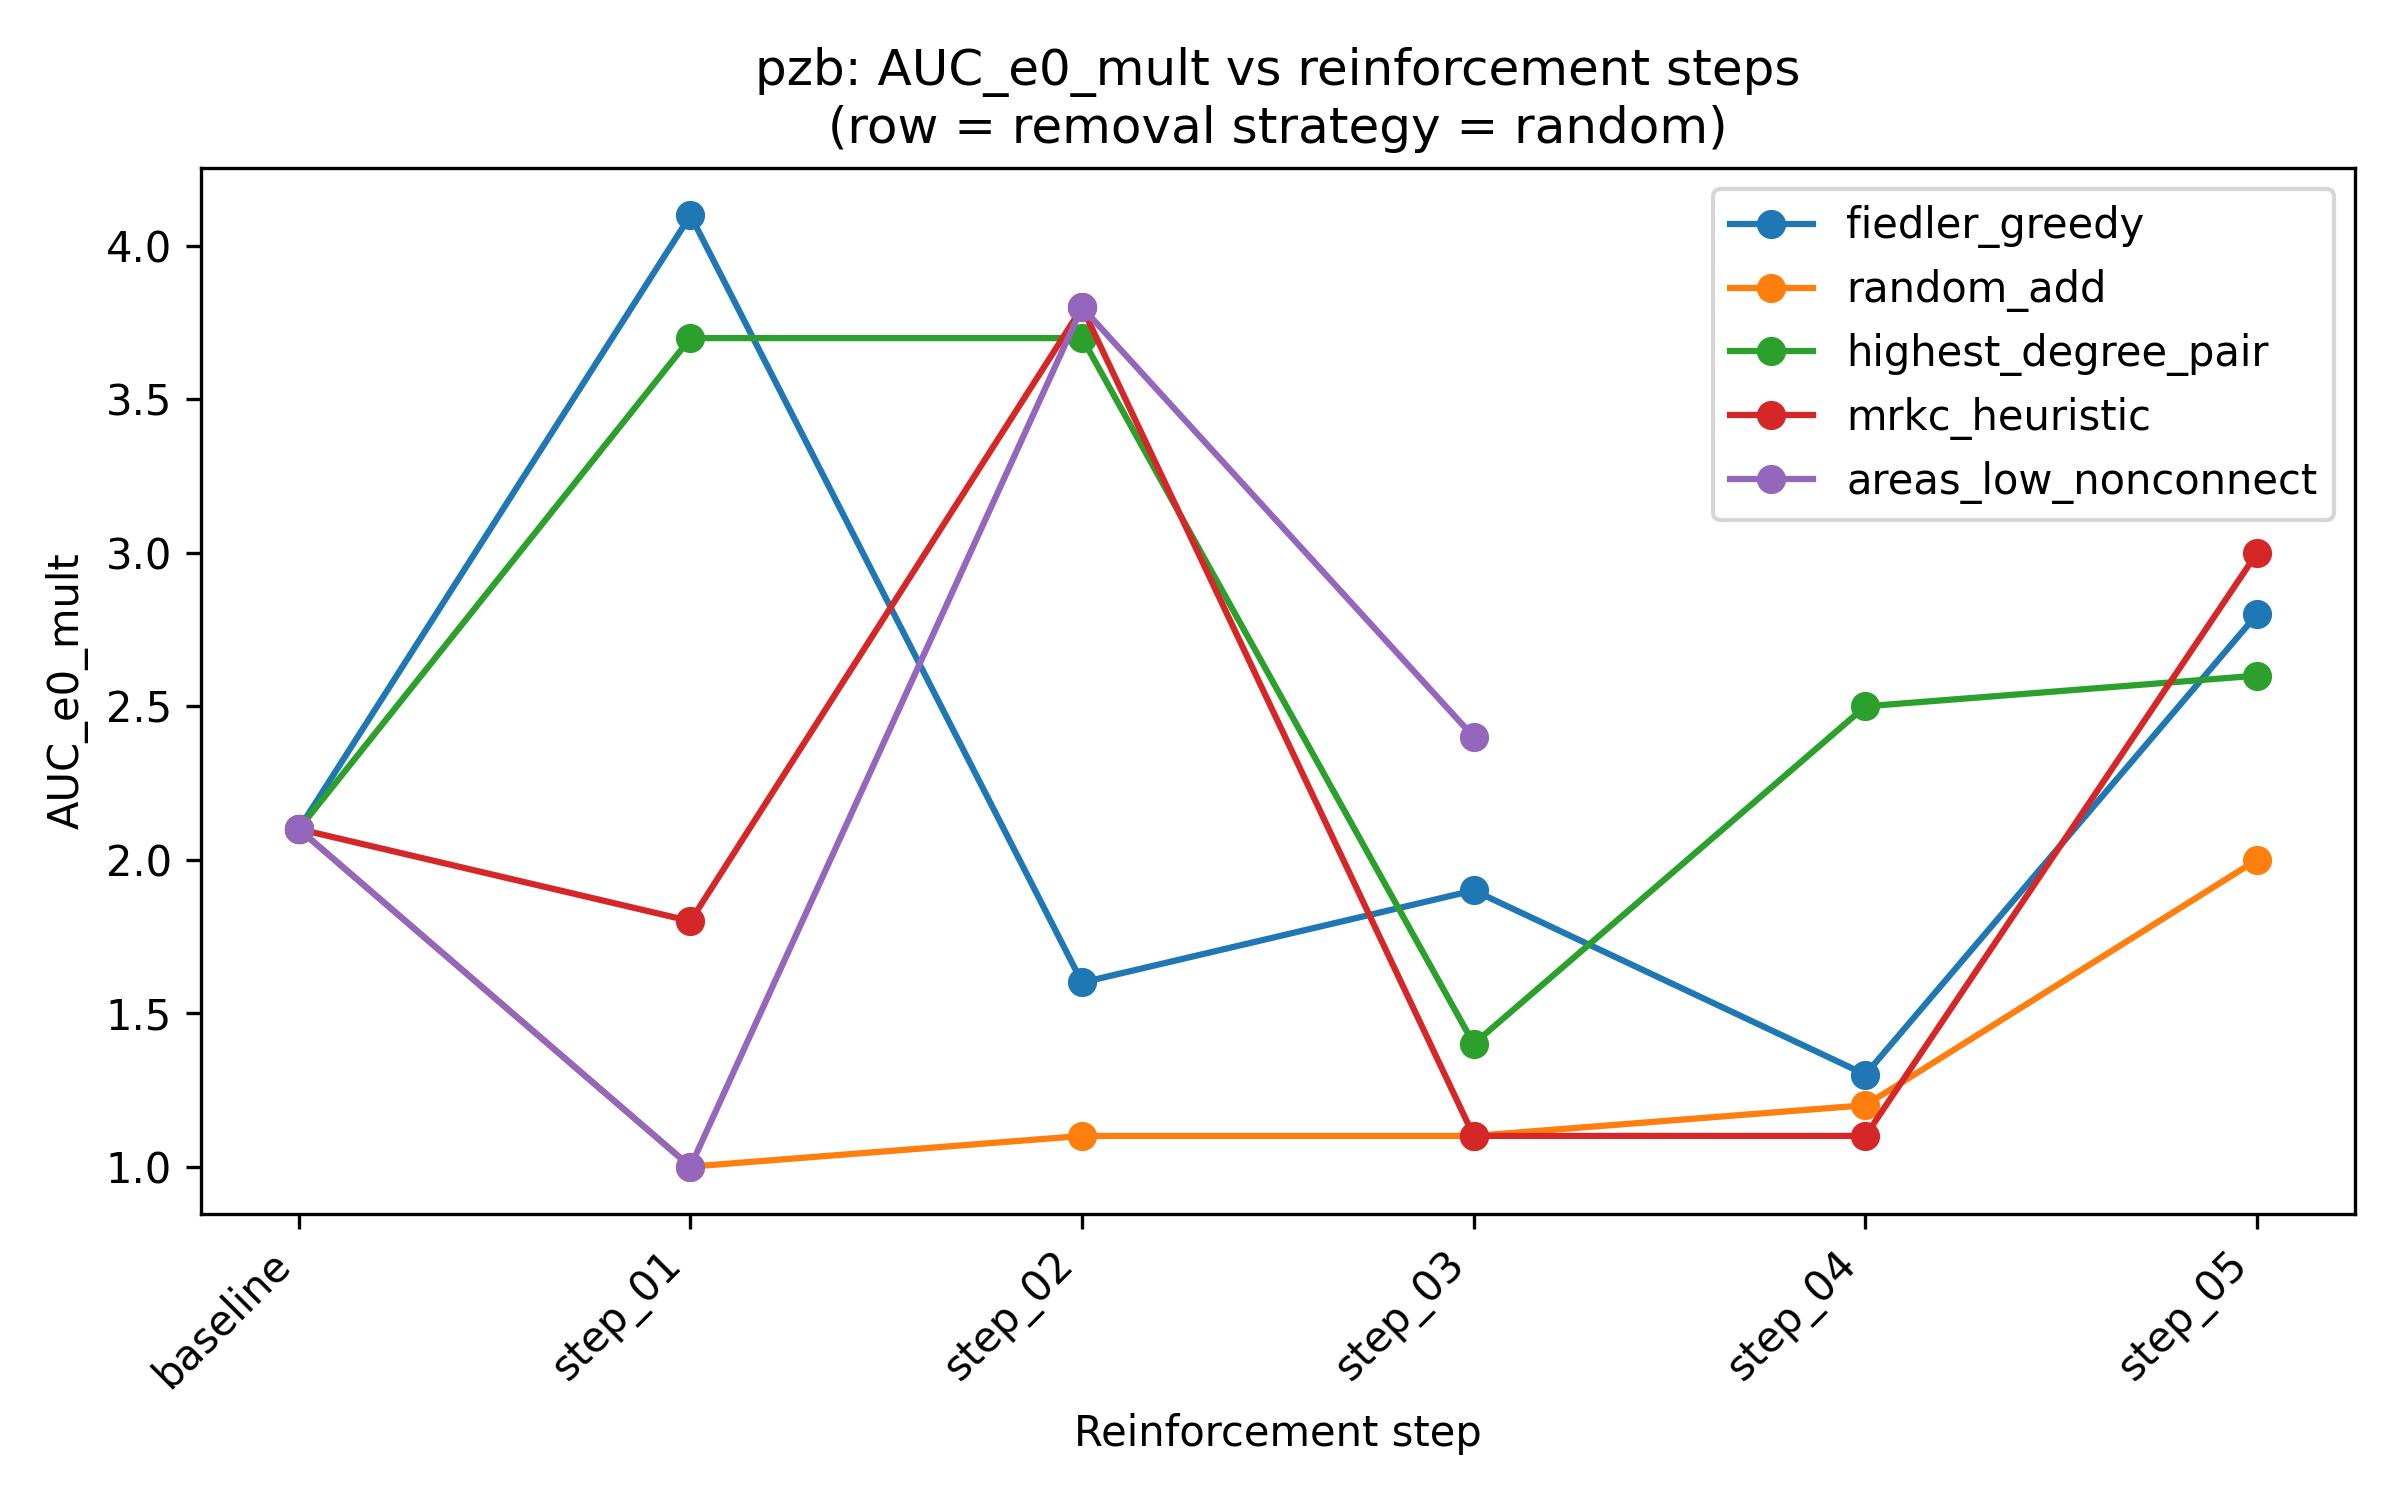 pzb: AUC_e0_mult vs reinforcement steps
(row = removal strategy = random)
fiedler_greedy
random_add
highest_degree_pair
mrkc_heuristic
areas_low_nonconnect
AUC_e0_mult
4.0
3.5
3.0
2.5
2.0
1.5
1.0
baseline
step_01
step_02
step_03
step_04
step_05
Reinforcement step